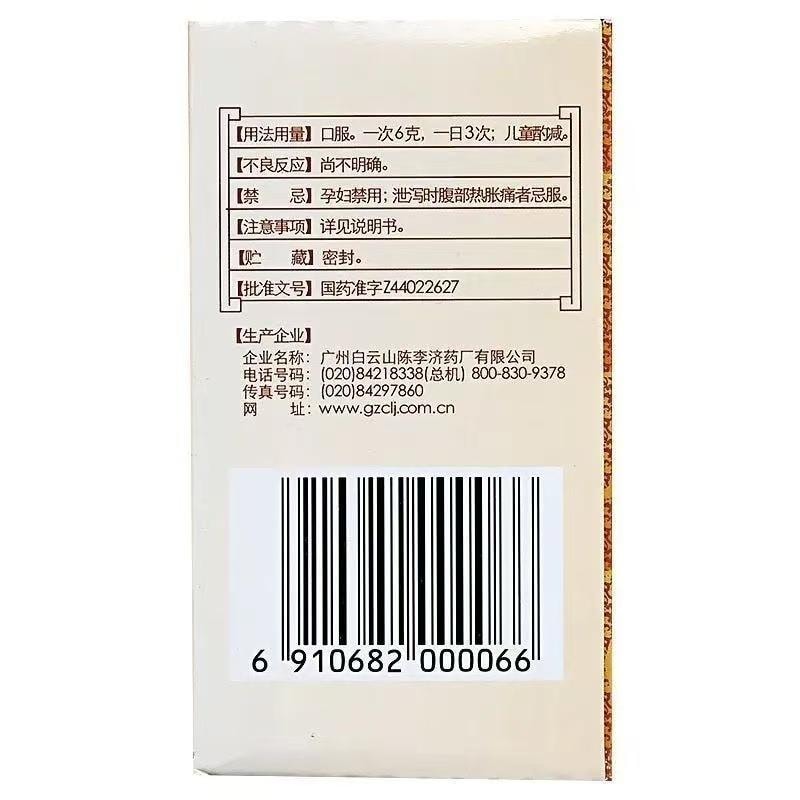 【用法用量】口服。一次6克，一日3次；儿童酌减。
【不良反应】尚不明确。
【禁　忌】孕妇禁用；泄泻时腹部热胀痛者忌服。
【注意事项】详见说明书。
【贮　藏】密封。
【批准文号】国药准字Z44022627
【生产企业】
企业名称：广州白云山陈李济药厂有限公司
电话号码：(020)84218338(总机) 800-830-9378
传真号码：(020)84297860
网　址：www.gzclj.com.cn
6 910682 000066